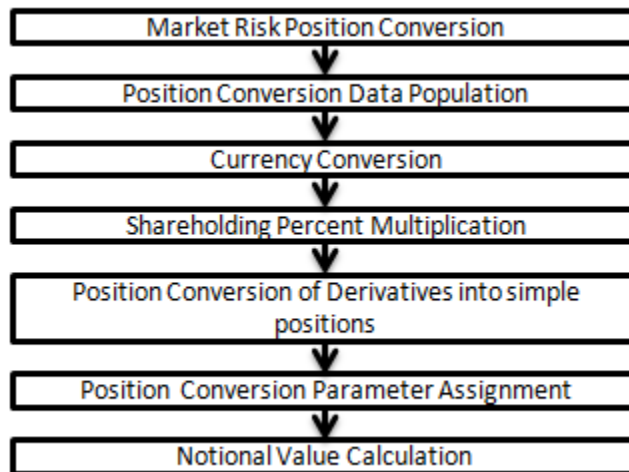 Market Risk Position Conversion
Position Conversion Data Population
Currency Conversion
Shareholding Percent Multiplication
Position Conversion of Derivatives into simple
positions
Position Conversion Parameter Assignment
Notional Value Calculation